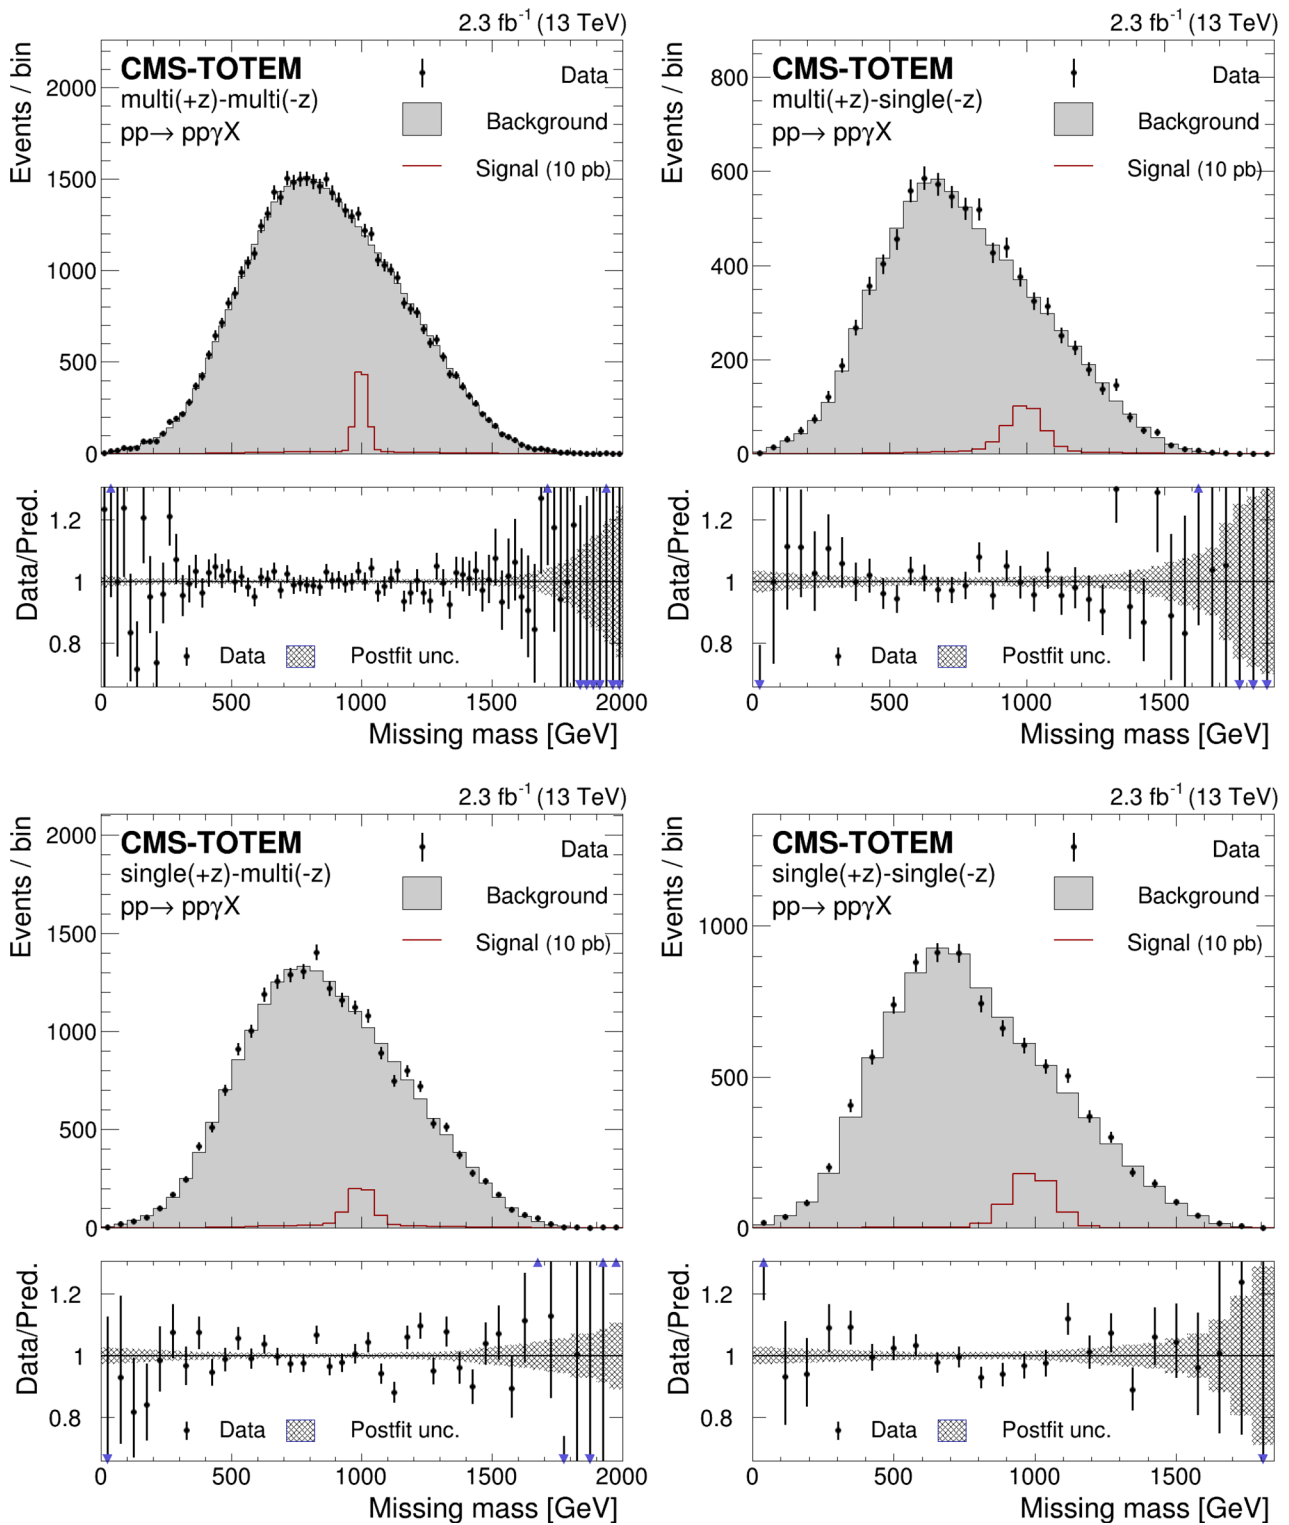 2.3 fb⁻¹ (13 TeV)
Events / bin
CMS-TOTEM
multi(+z)-multi(-z)
pp→ ppγX
Data
Background
Signal (10 pb)
2000
1500
1000
500
0
Data/Pred.
1.2
1
0.8
Data
Postfit unc.
0 500 1000 1500 2000
Missing mass [GeV]
2.3 fb⁻¹ (13 TeV)
Events / bin
CMS-TOTEM
multi(+z)-single(-z)
pp→ ppγX
Data
Background
Signal (10 pb)
800
600
400
200
0
Data/Pred.
1.2
1
0.8
Data
Postfit unc.
0 500 1000 1500
Missing mass [GeV]
2.3 fb⁻¹ (13 TeV)
Events / bin
CMS-TOTEM
single(+z)-multi(-z)
pp→ ppγX
Data
Background
Signal (10 pb)
2000
1500
1000
500
0
Data/Pred.
1.2
1
0.8
Data
Postfit unc.
0 500 1000 1500 2000
Missing mass [GeV]
2.3 fb⁻¹ (13 TeV)
Events / bin
CMS-TOTEM
single(+z)-single(-z)
pp→ ppγX
Data
Background
Signal (10 pb)
1000
500
0
Data/Pred.
1.2
1
0.8
Data
Postfit unc.
0 500 1000 1500
Missing mass [GeV]